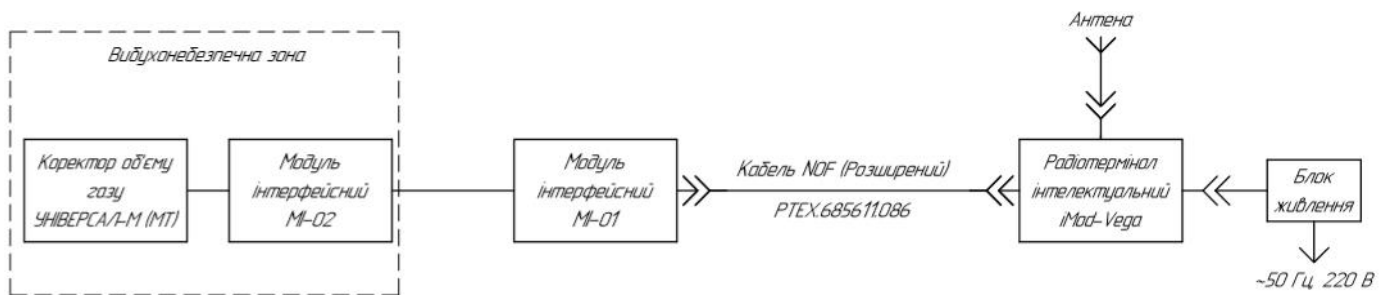 Антена
Вибухонебезпечна зона
Коректор об'єму
газу
УНІВЕРСАЛ-М (МТ)
Модуль
інтерфейсний
МІ-02
Модуль
інтерфейсний
МІ-01
Кабель NOF (Розширений)
РТЕХ.685611.086
Радіотермінал
інтелектуальний
iMod-Vega
Блок
живлення
~50 Гц, 220 В